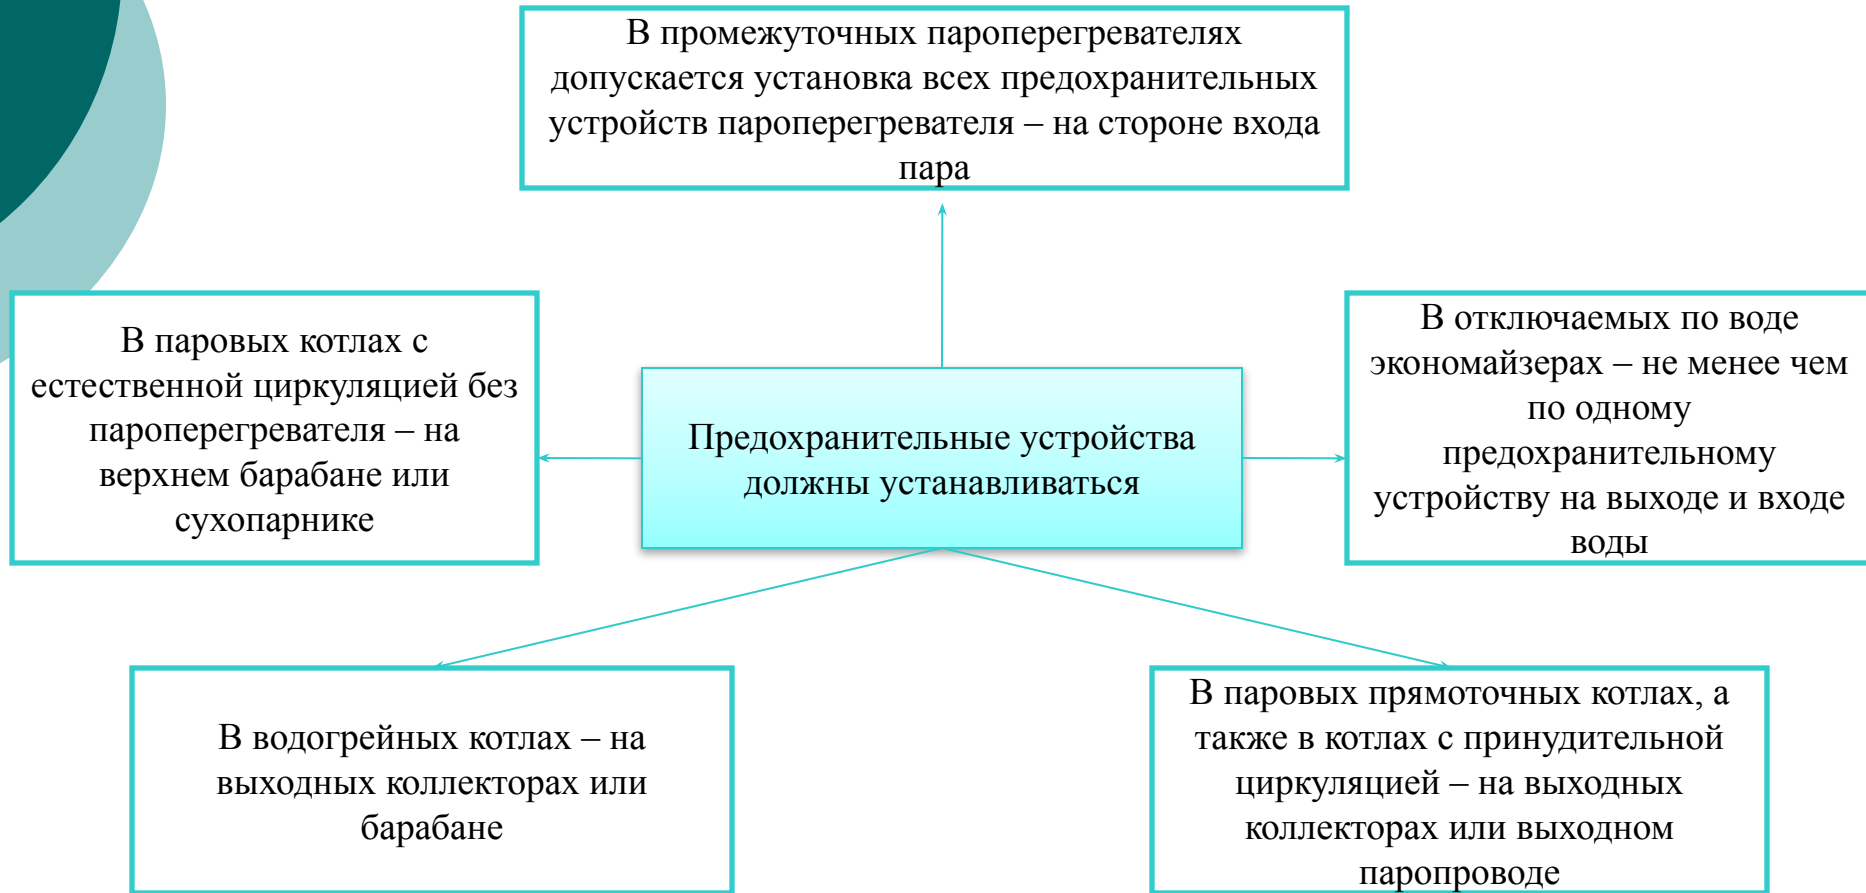 В промежуточных пароперегревателях
допускается установка всех предохранительных
устройств пароперегревателя – на стороне входа
пара
В паровых котлах с
естественной циркуляцией без
пароперегревателя – на
верхнем барабане или
сухопарнике
Предохранительные устройства
должны устанавливаться
В отключаемых по воде
экономайзерах – не менее чем
по одному
предохранительному
устройству на выходе и входе
воды
В водогрейных котлах – на
выходных коллекторах или
барабане
В паровых прямоточных котлах, а
также в котлах с принудительной
циркуляцией – на выходных
коллекторах или выходном
паропроводе